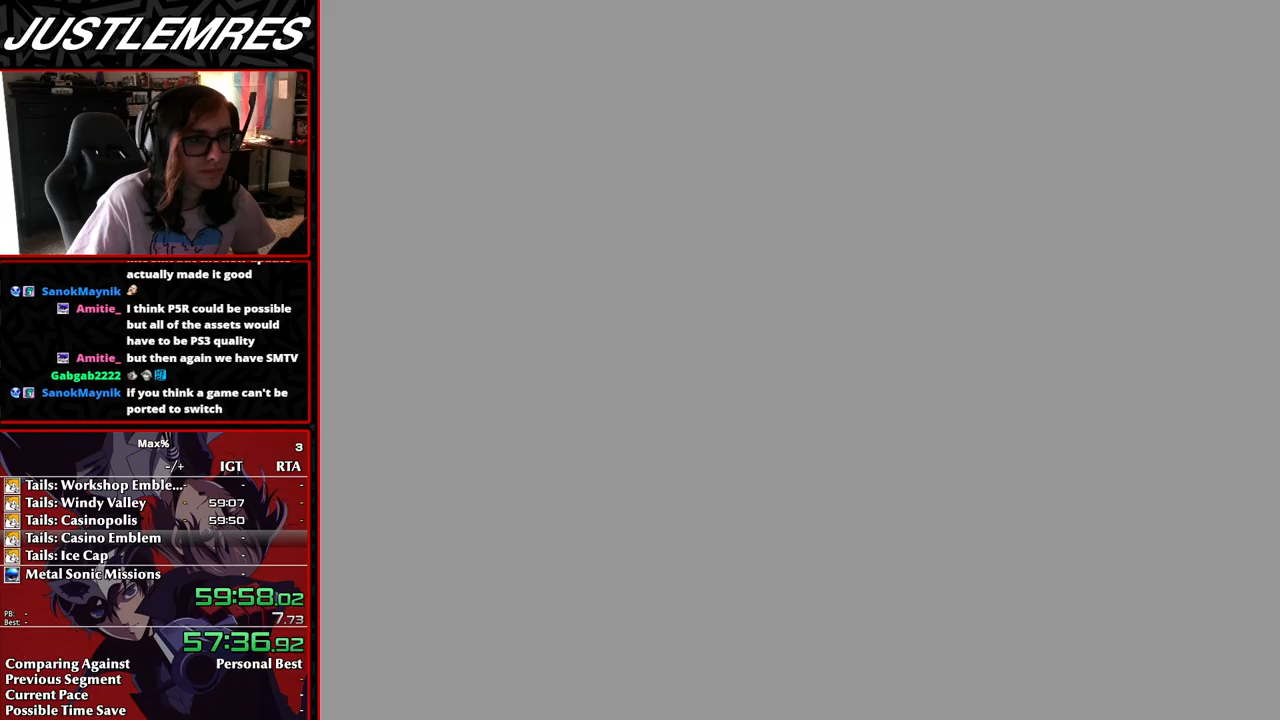 JUSTLEMRES
actually made it good
SanokMaynik
Amitie_ I think P5R could be possible
but all of the assets would
have to be PS3 quality
Amitie_ but then again we have SMTV
Gabgab2222
SanokMaynik if you think a game can't be
ported to switch
Max% 3
-/+ IGT RTA
Tails: Workshop Emble... - - -
Tails: Windy Valley - 59:07 -
Tails: Casinopolis - 59:50 -
Tails: Casino Emblem -
Tails: Ice Cap -
Metal Sonic Missions -
59:58.02
PB: - 7.73
Best: -
57:36.92
Comparing Against Personal Best
Previous Segment -
Current Pace -
Possible Time Save -